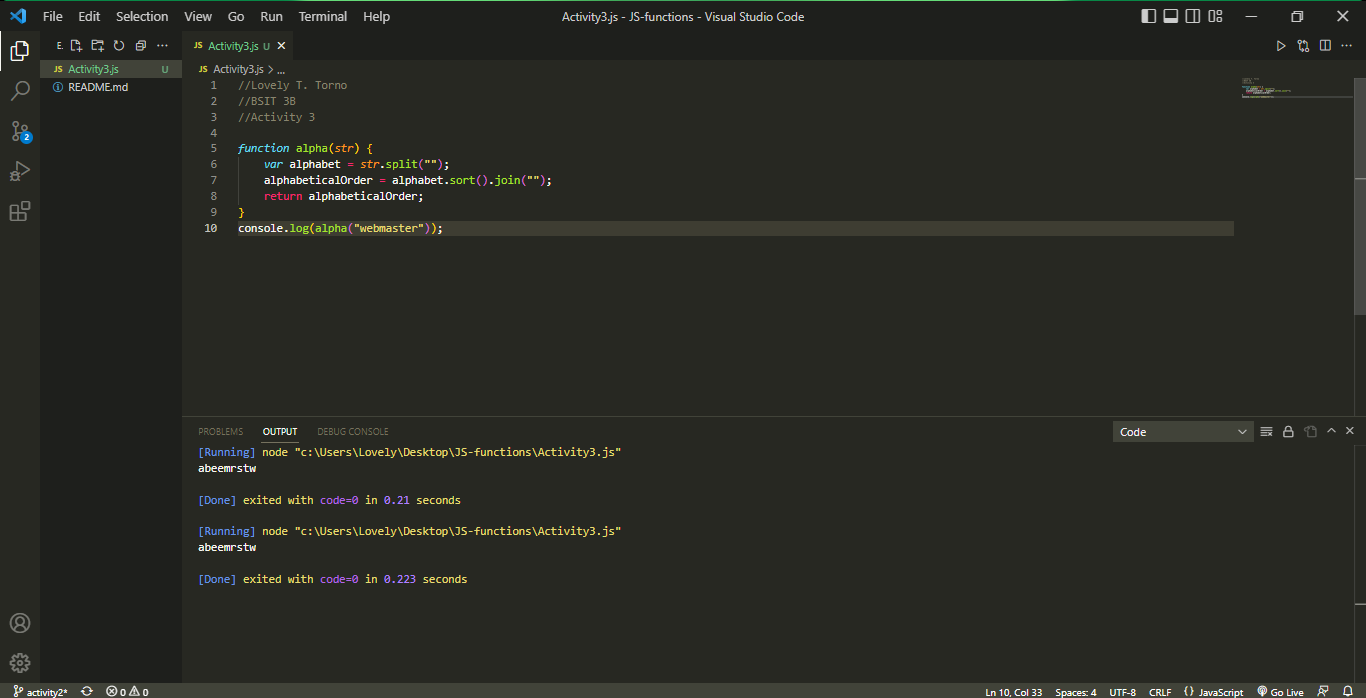 File Edit Selection View Go Run Terminal Help
Activity3.js - JS-functions - Visual Studio Code
E.
JS Activity3.js U
JS Activity3.js U
README.md
2
JS Activity3.js > ...
1 //Lovely T. Torno
2 //BSIT 3B
3 //Activity 3
4
5 function alpha(str) {
6 var alphabet = str.split("");
7 alphabeticalOrder = alphabet.sort().join("");
8 return alphabeticalOrder;
9 }
10 console.log(alpha("webmaster"));
PROBLEMS OUTPUT DEBUG CONSOLE
Code
[Running] node "c:\Users\Lovely\Desktop\JS-functions\Activity3.js"
abeemrstw
[Done] exited with code=0 in 0.21 seconds
[Running] node "c:\Users\Lovely\Desktop\JS-functions\Activity3.js"
abeemrstw
[Done] exited with code=0 in 0.223 seconds
activity2* 0 0
Ln 10, Col 33 Spaces: 4 UTF-8 CRLF {} JavaScript Go Live